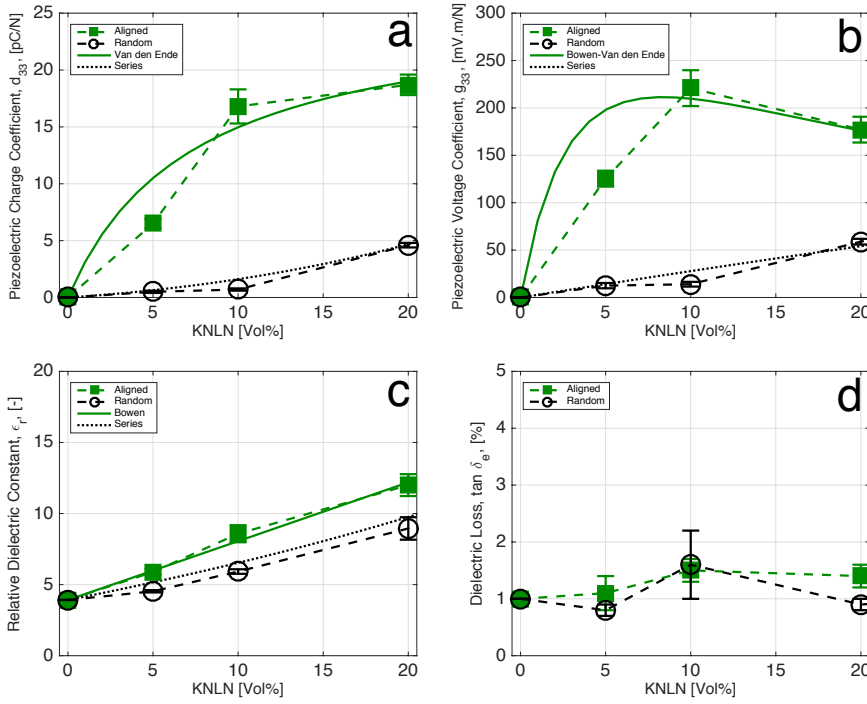 Piezoelectric Charge Coefficient, d33, [pC/N]
25
20
15
10
5
0
Aligned
Random
Van den Ende
Series
a
0 5 10 15 20
KNLN [Vol%]
Piezoelectric Voltage Coefficient, g33, [mV.m/N]
300
250
200
150
100
50
0
Aligned
Random
Bowen-Van den Ende
Series
b
0 5 10 15 20
KNLN [Vol%]
Relative Dielectric Constant, ϵr, [-]
20
15
10
5
0
Aligned
Random
Bowen
Series
c
0 5 10 15 20
KNLN [Vol%]
Dielectric Loss, tan δe, [%]
5
4
3
2
1
0
Aligned
Random
d
0 5 10 15 20
KNLN [Vol%]